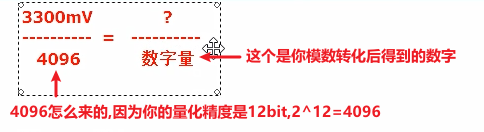 3300mV ?
----------- = -----------
4096 数字量 这个是你模数转化后得到的数字
4096怎么来的,因为你的量化精度是12bit,2^12=4096